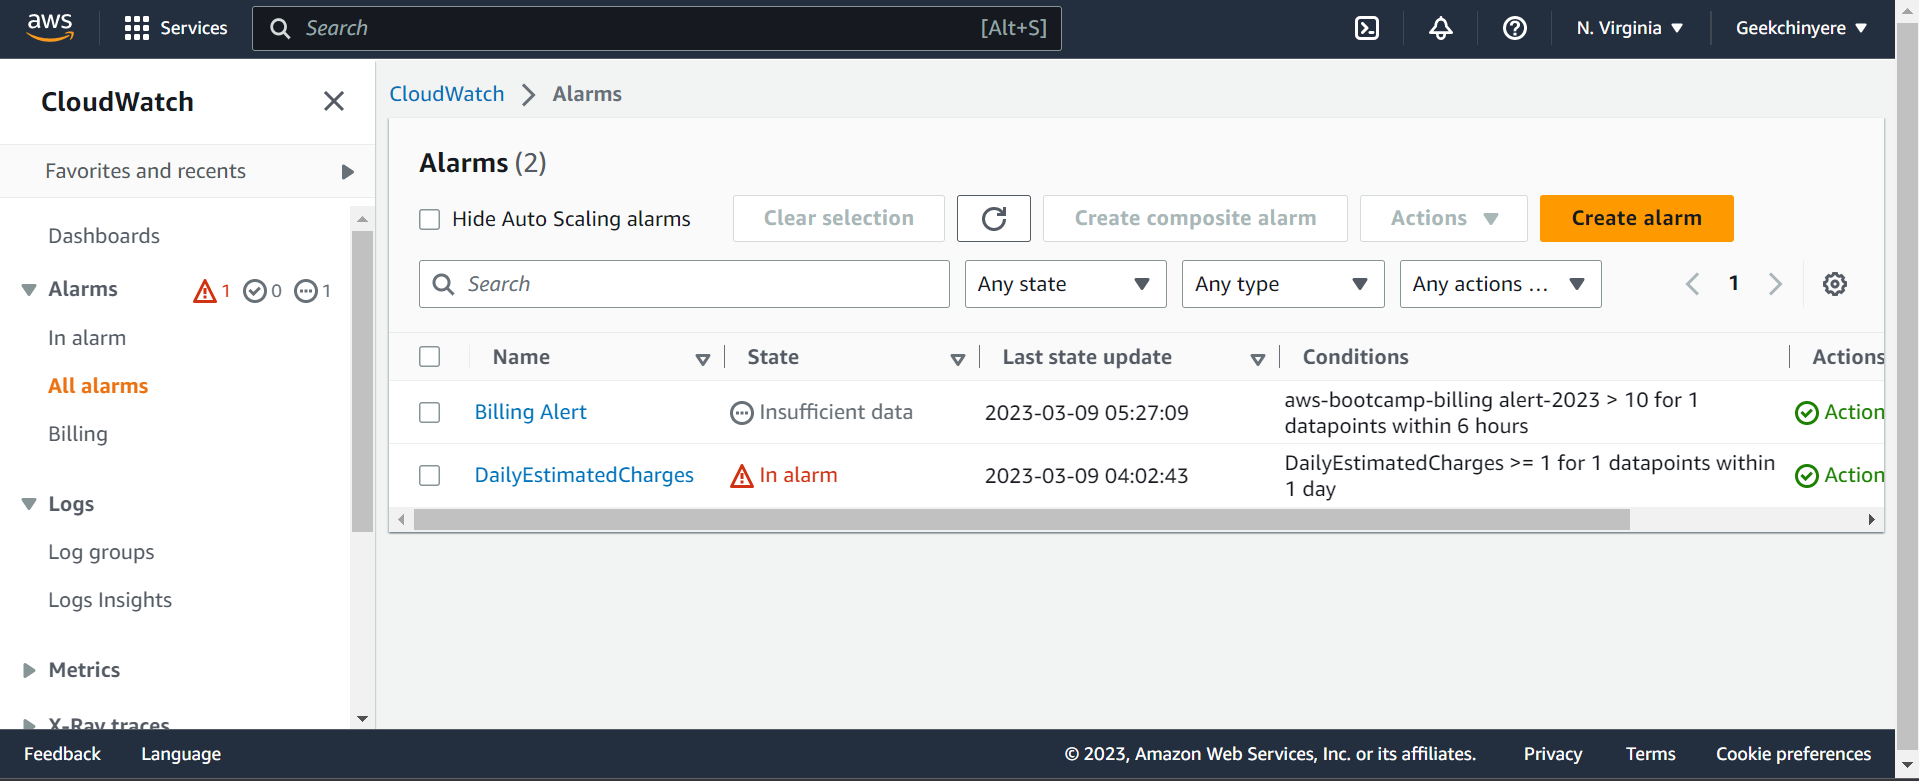 aws
Services
Search
[Alt+S]
N. Virginia
Geekchinyere
CloudWatch
Favorites and recents
Dashboards
Alarms 1 0 1
In alarm
All alarms
Billing
Logs
Log groups
Logs Insights
Metrics
X-Ray traces
CloudWatch
Alarms
Alarms (2)
Hide Auto Scaling alarms
Clear selection
Create composite alarm
Actions
Create alarm
Search
Any state
Any type
Any actions ...
1
Name
State
Last state update
Conditions
Actions
Billing Alert
Insufficient data
2023-03-09 05:27:09
aws-bootcamp-billing alert-2023 > 10 for 1
datapoints within 6 hours
Action
DailyEstimatedCharges
In alarm
2023-03-09 04:02:43
DailyEstimatedCharges >= 1 for 1 datapoints within
1 day
Action
Feedback
Language
© 2023, Amazon Web Services, Inc. or its affiliates.
Privacy
Terms
Cookie preferences